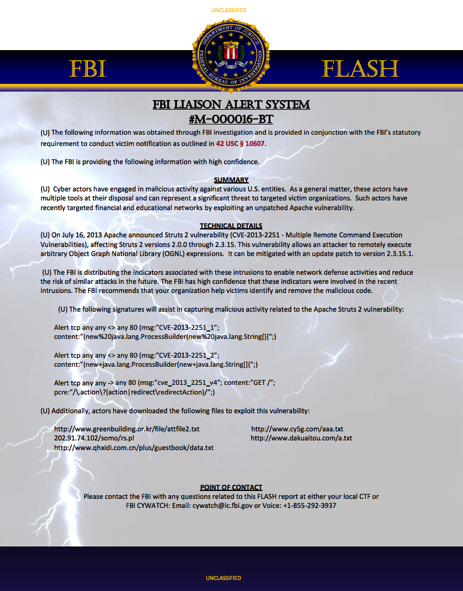 UNCLASSIFIED
FBI
FLASH
FBI LIAISON ALERT SYSTEM
#M-000016-BT
(U) The following information was obtained through FBI investigation and is provided in conjunction with the FBI's statutory
requirement to conduct victim notification as outlined in 42 USC § 10607.
(U) The FBI is providing the following information with high confidence.
SUMMARY
(U) Cyber actors have engaged in malicious activity against various U.S. entities. As a general matter, these actors have
multiple tools at their disposal and can represent a significant threat to targeted victim organizations. Such actors have
recently targeted financial and educational networks by exploiting an unpatched Apache vulnerability.
TECHNICAL DETAILS
(U) On July 16, 2013 Apache announced Struts 2 vulnerability (CVE-2013-2251 - Multiple Remote Command Execution
Vulnerabilities), affecting Struts 2 versions 2.0.0 through 2.3.15. This vulnerability allows an attacker to remotely execute
arbitrary Object Graph National Library (OGNL) expressions. It can be mitigated with an update patch to version 2.3.15.1.
(U) The FBI is distributing the indicators associated with these intrusions to enable network defense activities and reduce
the risk of similar attacks in the future. The FBI has high confidence that these indicators were involved in the recent
intrusions. The FBI recommends that your organization help victims identify and remove the malicious code.
(U) The following signatures will assist in capturing malicious activity related to the Apache Struts 2 vulnerability:
Alert tcp any any <> any 80 (msg:"CVE-2013-2251_1";
content:"(new%20java.lang.ProcessBuilder(new%20java.lang.String[]{";)
Alert tcp any any <> any 80 (msg:"CVE-2013-2251_2";
content:"(new+java.lang.ProcessBuilder(new+java.lang.String[]{";)
Alert tcp any any -> any 80 (msg:"cve_2013_2251_v4"; content:"GET /";
pcre:"/\.action\?(action|redirect\redirectAction)/";)
(U) Additionally, actors have downloaded the following files to exploit this vulnerability:
http://www.greenbuilding.or.kr/file/attfile2.txt
http://www.cy5g.com/aaa.txt
202.91.74.102/somo/rs.pl
http://www.dakuaitou.com/a.txt
http://www.qhxidi.com.cn/plus/guestbook/data.txt
POINT OF CONTACT
Please contact the FBI with any questions related to this FLASH report at either your local CTF or
FBI CYWATCH: Email: cywatch@ic.fbi.gov or Voice: +1-855-292-3937
UNCLASSIFIED